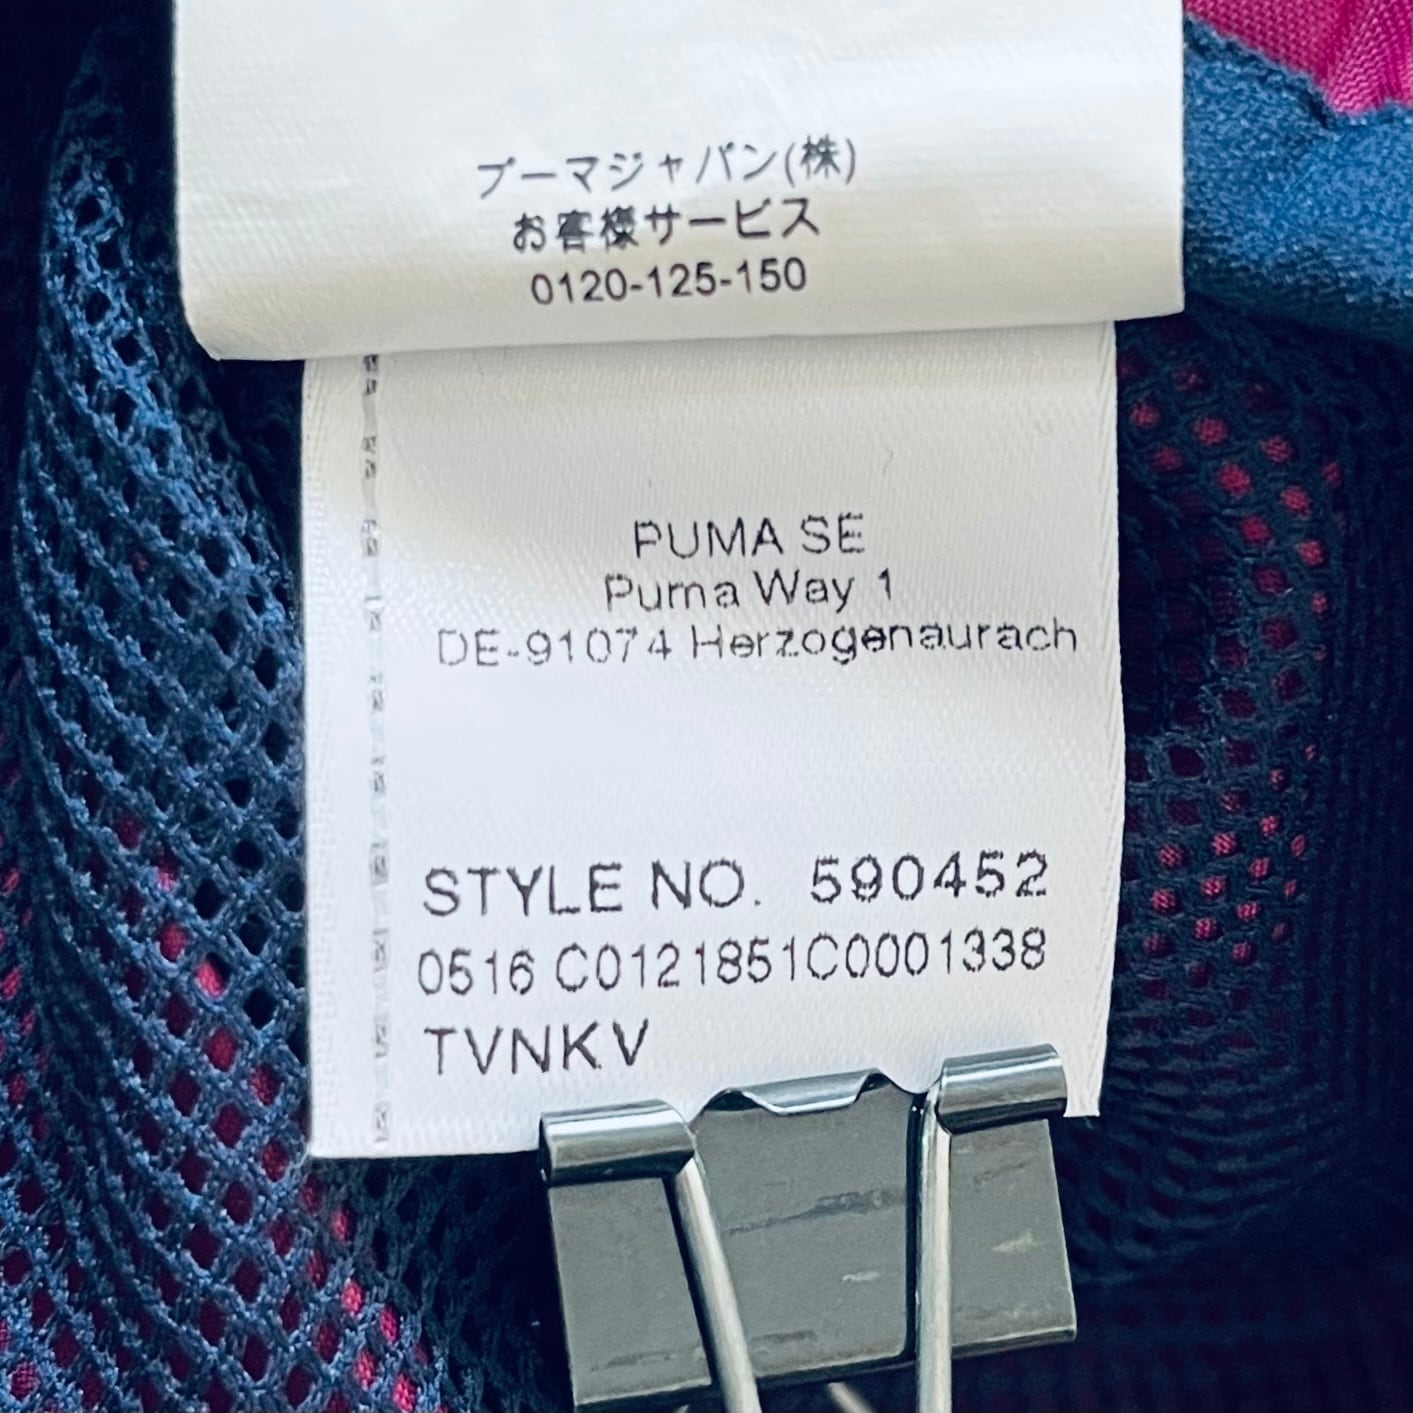 プーマジャパン(株)
お客様サービス
0120-125-150
PUMA SE
Puma Way 1
DE-91074 Herzogenaurach
STYLE NO. 590452
0516 C0121851C0001338
TVNKV